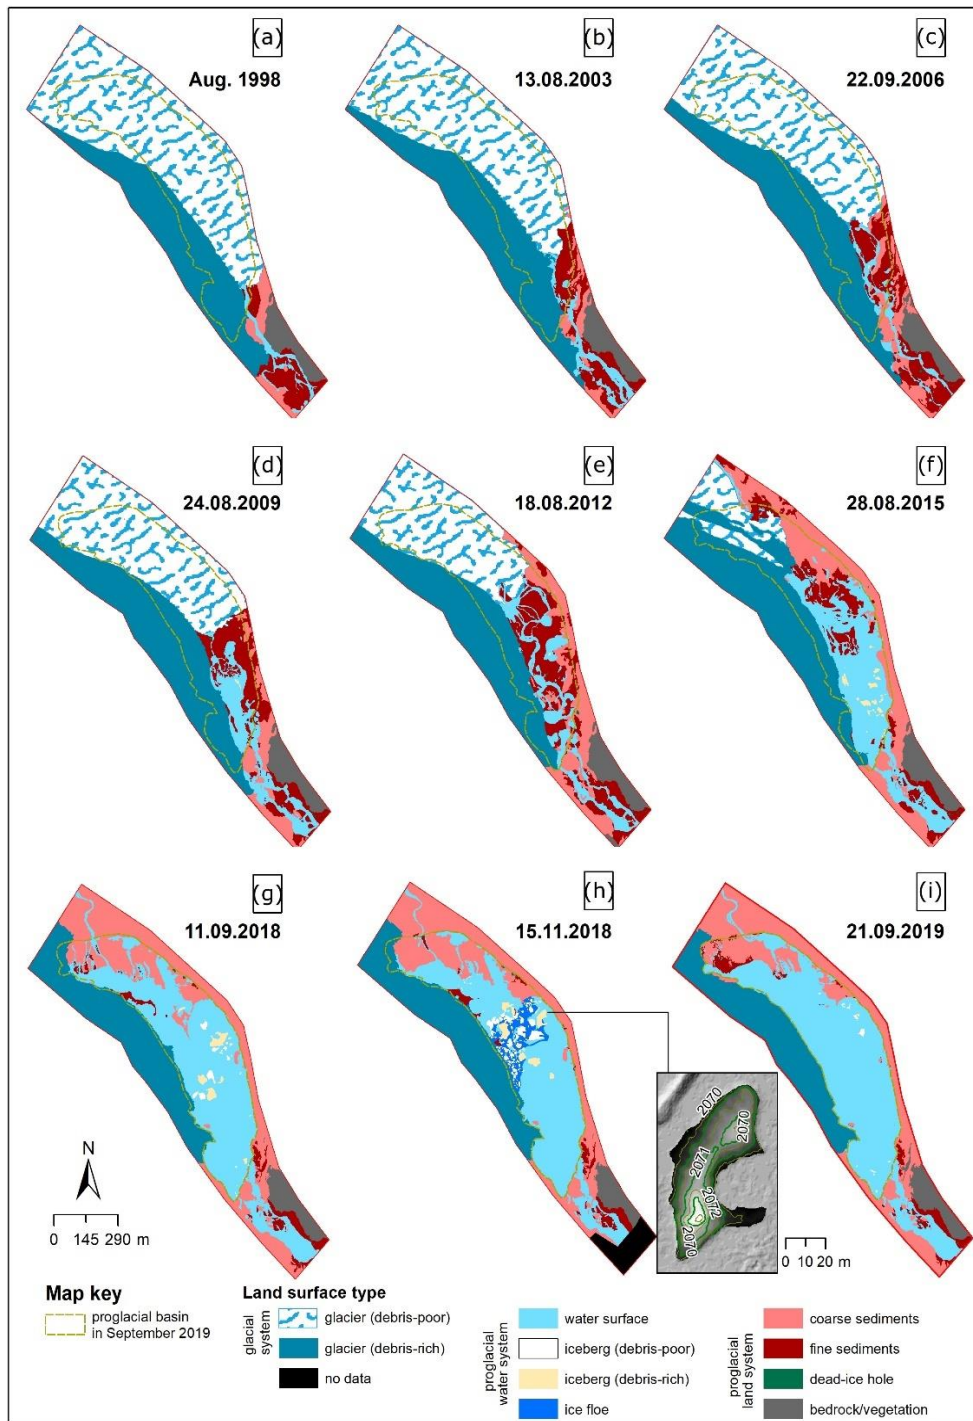 (a)
Aug. 1998
(b)
13.08.2003
(c)
22.09.2006
(d)
24.08.2009
(e)
18.08.2012
(f)
28.08.2015
(g)
11.09.2018
(h)
15.11.2018
(i)
21.09.2019
2070
2070
2071
2072
2070
N
0 145 290 m
0 10 20 m
Map key
proglacial basin
in September 2019
Land surface type
glacial
system
glacier (debris-poor)
glacier (debris-rich)
no data
proglacial
water system
water surface
iceberg (debris-poor)
iceberg (debris-rich)
ice floe
proglacial
land system
coarse sediments
fine sediments
dead-ice hole
bedrock/vegetation